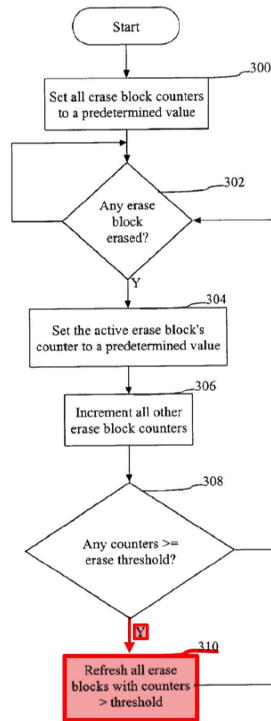 Start
300
Set all erase block counters
to a predetermined value
302
Any erase
block
erased?
Y
304
Set the active erase block's
counter to a predetermined value
306
Increment all other
erase block counters
308
Any counters >=
erase threshold?
Y
310
Refresh all erase
blocks with counters
> threshold